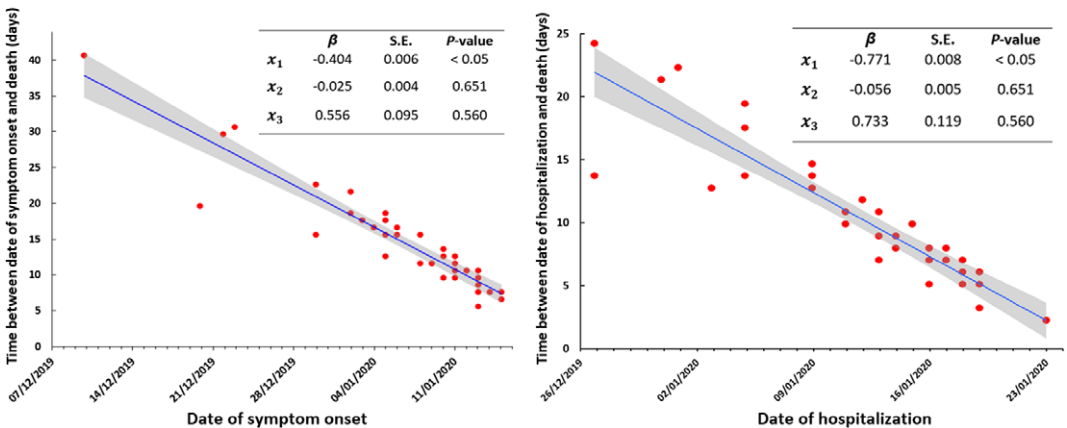 Time between date of symptom onset and death (days)
40
35
30
25
20
15
10
5
0
β S.E. P-value
x₁ -0.404 0.006 < 0.05
x₂ -0.025 0.004 0.651
x₃ 0.556 0.095 0.560
07/12/2019 14/12/2019 21/12/2019 28/12/2019 04/01/2020 11/01/2020
Date of symptom onset
Time between date of hospitalization and death (days)
25
20
15
10
5
0
β S.E. P-value
x₁ -0.771 0.008 < 0.05
x₂ -0.056 0.005 0.651
x₃ 0.733 0.119 0.560
26/12/2019 02/01/2020 09/01/2020 16/01/2020 23/01/2020
Date of hospitalization